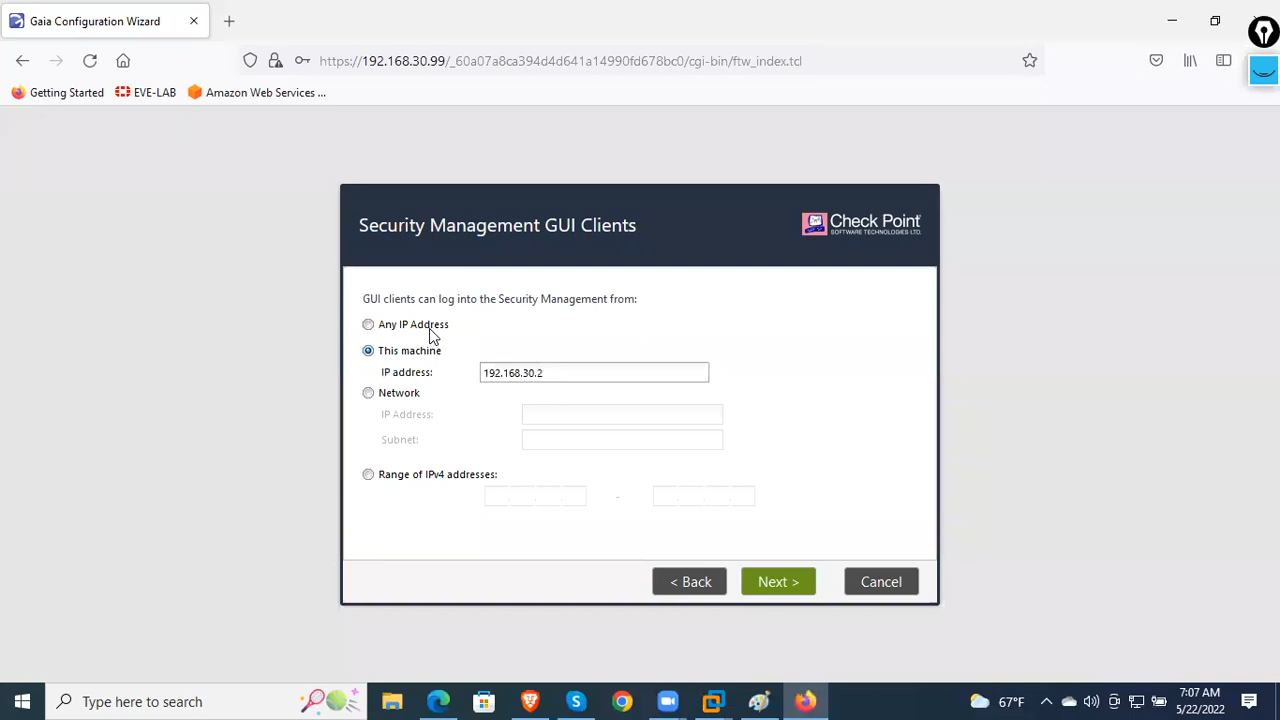 Gaia Configuration Wizard
https://192.168.30.99/_60a07a8ca394d4d641a14990fd678bc0/cgi-bin/ftw_index.tcl
Getting Started
EVE-LAB
Amazon Web Services ...
Security Management GUI Clients
Check Point
SOFTWARE TECHNOLOGIES LTD.
GUI clients can log into the Security Management from:
Any IP Address
This machine
IP address:
192.168.30.2
Network
IP Address:
Subnet:
Range of IPv4 addresses:
-
< Back
Next >
Cancel
Type here to search
67°F
7:07 AM
5/22/2022